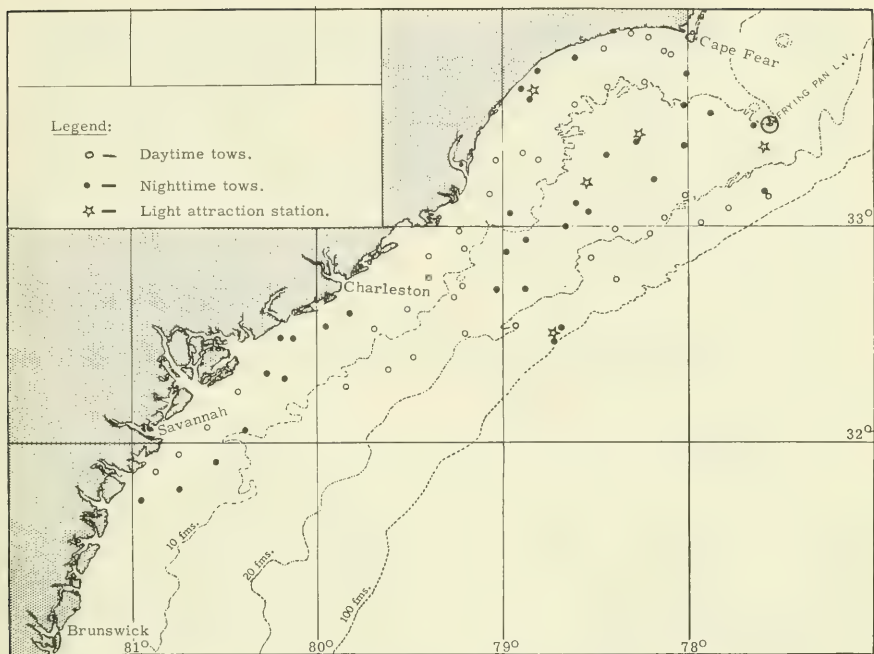 Cape Fear
FRYING PAN L.V.
Legend:
o — Daytime tows.
• — Nighttime tows.
☆ — Light attraction station.
33°
Charleston
Savannah
32°
10 fms.
20 fms.
100 fms.
Brunswick
81°
80°
79°
78°